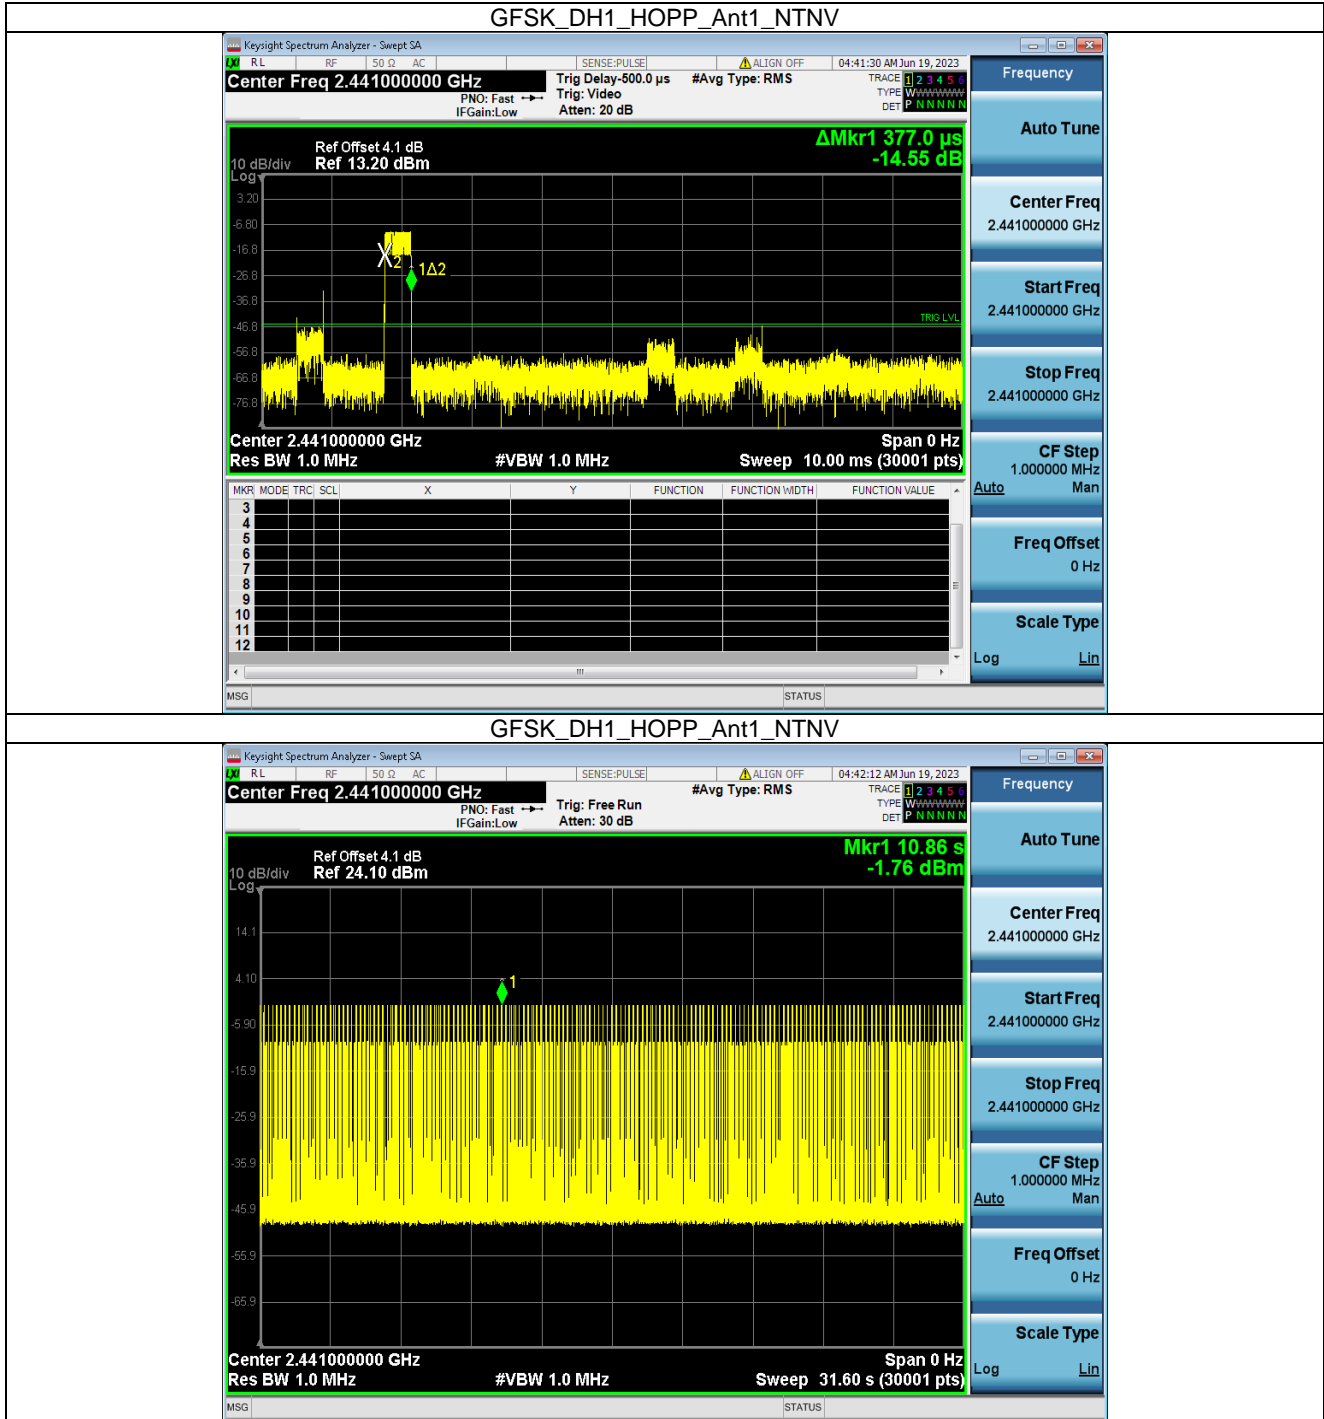 GFSK_DH1_HOPP_Ant1_NTNV
Keysight Spectrum Analyzer - Swept SA
LXI RL RF 50 Ω AC SENSE:PULSE ALIGN OFF 04:41:30 AM Jun 19, 2023
Center Freq 2.441000000 GHz
PNO: Fast
IFGain:Low
Trig Delay-500.0 µs
Trig: Video
Atten: 20 dB
#Avg Type: RMS
TRACE 1 2 3 4 5 6
TYPE WWWWWW
DET P N N N N N
Frequency
Auto Tune
ΔMkr1 377.0 µs
-14.55 dB
Ref Offset 4.1 dB
10 dB/div Ref 13.20 dBm
Log
3.20
-6.80
-16.8
-26.8
-36.8
-46.8
-56.8
-66.8
-76.8
2
1Δ2
TRIG LVL
Center 2.441000000 GHz Span 0 Hz
Res BW 1.0 MHz #VBW 1.0 MHz Sweep 10.00 ms (30001 pts)
Center Freq
2.441000000 GHz
Start Freq
2.441000000 GHz
Stop Freq
2.441000000 GHz
CF Step
1.000000 MHz
Auto Man
Freq Offset
0 Hz
Scale Type
Log Lin
MKR MODE TRC SCL X Y FUNCTION FUNCTION WIDTH FUNCTION VALUE
3
4
5
6
7
8
9
10
11
12
MSG STATUS
GFSK_DH1_HOPP_Ant1_NTNV
Keysight Spectrum Analyzer - Swept SA
LXI RL RF 50 Ω AC SENSE:PULSE ALIGN OFF 04:42:12 AM Jun 19, 2023
Center Freq 2.441000000 GHz
PNO: Fast
IFGain:Low
Trig: Free Run
Atten: 30 dB
#Avg Type: RMS
TRACE 1 2 3 4 5 6
TYPE WWWWWW
DET P N N N N N
Frequency
Auto Tune
Mkr1 10.86 s
-1.76 dBm
Ref Offset 4.1 dB
10 dB/div Ref 24.10 dBm
Log
14.1
4.10
-5.90
-15.9
-25.9
-35.9
-45.9
-55.9
-65.9
1
Center 2.441000000 GHz Span 0 Hz
Res BW 1.0 MHz #VBW 1.0 MHz Sweep 31.60 s (30001 pts)
Center Freq
2.441000000 GHz
Start Freq
2.441000000 GHz
Stop Freq
2.441000000 GHz
CF Step
1.000000 MHz
Auto Man
Freq Offset
0 Hz
Scale Type
Log Lin
MSG STATUS